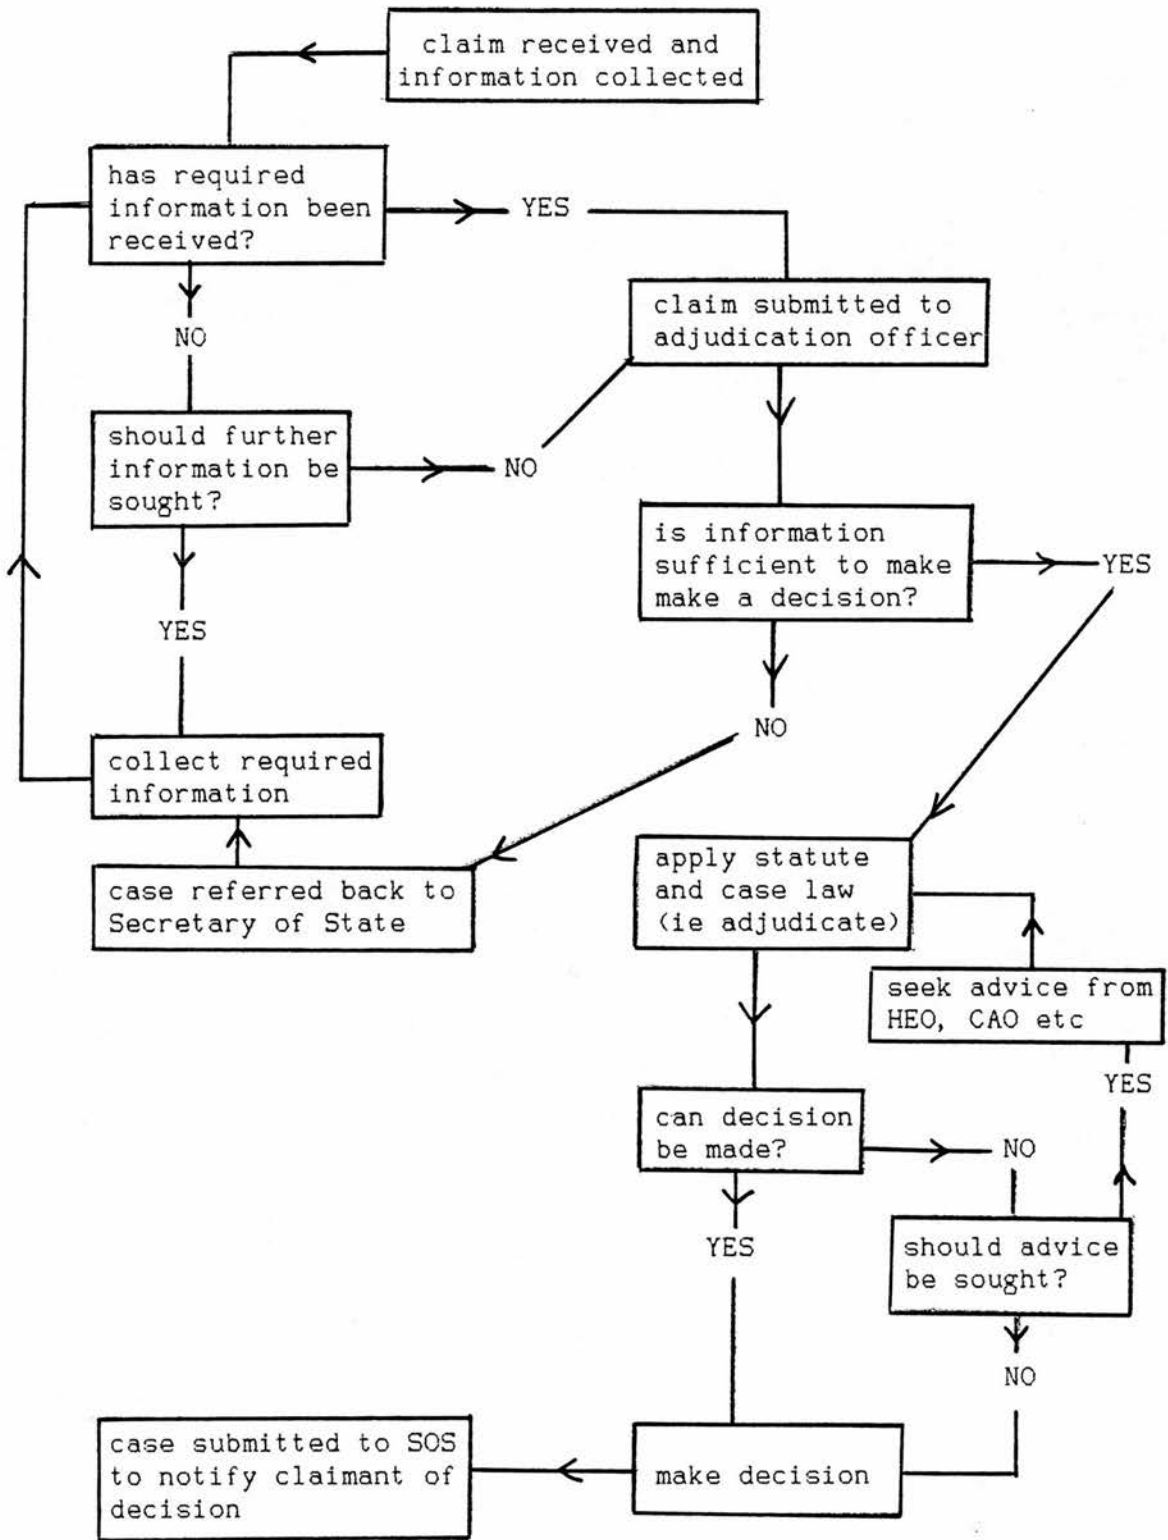 claim received and
information collected
has required
information been
received?
YES
NO
claim submitted to
adjudication officer
should further
information be
sought?
NO
is information
sufficient to make
make a decision?
YES
YES
NO
collect required
information
case referred back to
Secretary of State
apply statute
and case law
(ie adjudicate)
seek advice from
HEO, CAO etc
YES
can decision
be made?
NO
YES
should advice
be sought?
NO
case submitted to SOS
to notify claimant of
decision
make decision